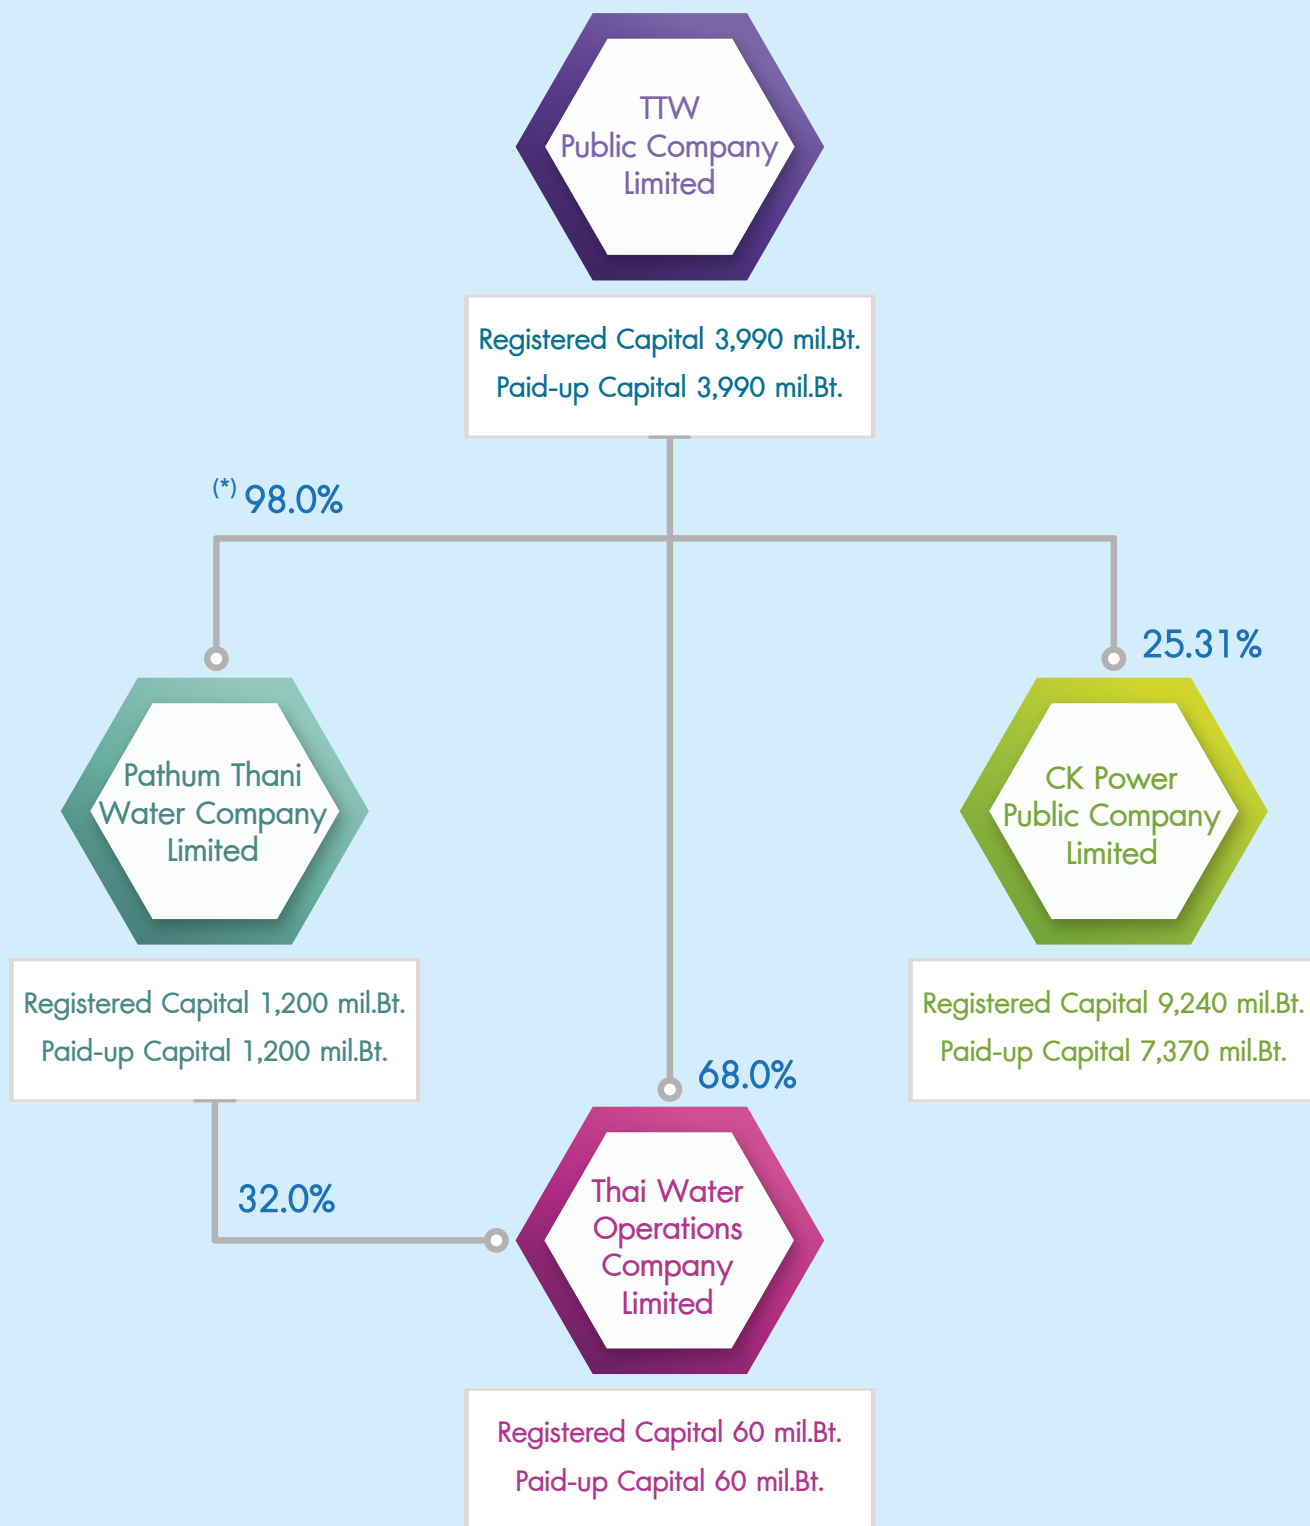 TTW
Public Company
Limited
Registered Capital 3,990 mil.Bt.
Paid-up Capital 3,990 mil.Bt.
(*) 98.0%
25.31%
Pathum Thani
Water Company
Limited
CK Power
Public Company
Limited
Registered Capital 1,200 mil.Bt.
Paid-up Capital 1,200 mil.Bt.
Registered Capital 9,240 mil.Bt.
Paid-up Capital 7,370 mil.Bt.
68.0%
32.0%
Thai Water
Operations
Company
Limited
Registered Capital 60 mil.Bt.
Paid-up Capital 60 mil.Bt.